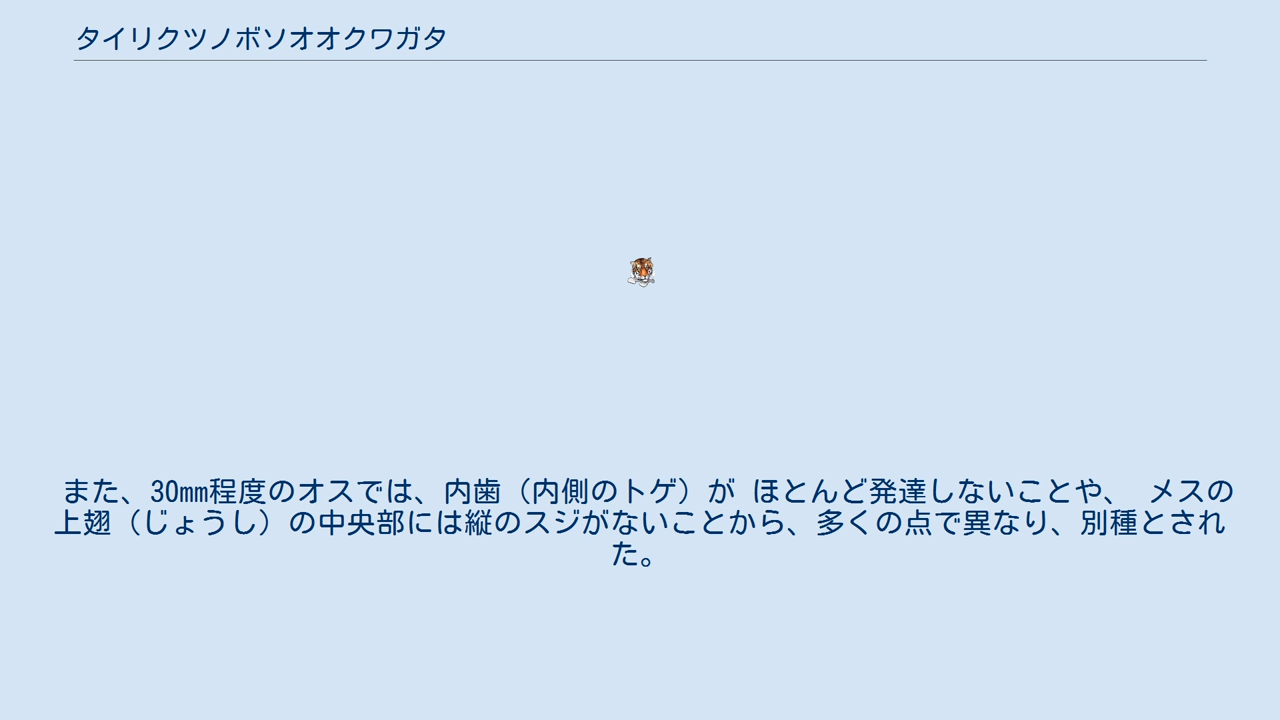 タイリクツノボソオオクワガタ
また、30mm程度のオスでは、内歯（内側のトゲ）が ほとんど発達しないことや、 メスの
上翅（じょうし）の中央部には縦のスジがないことから、多くの点で異なり、別種とされ
た。